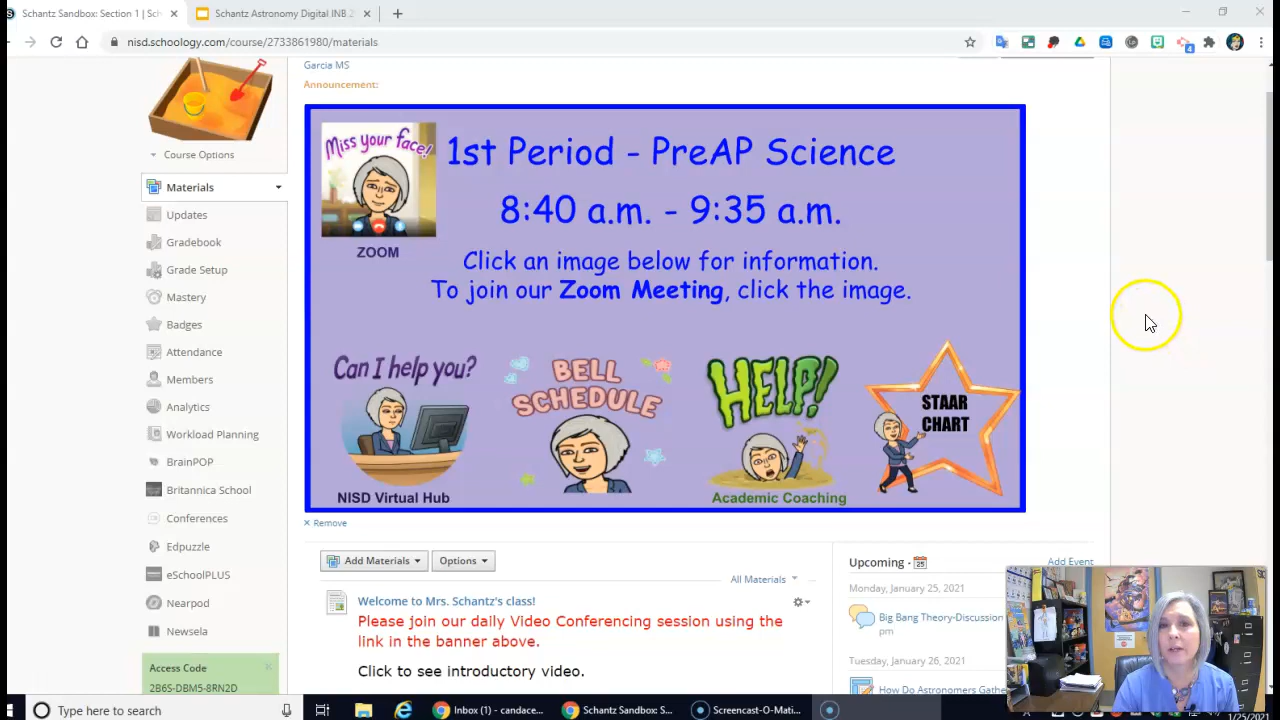 Schantz Sandbox: Section 1 | Sch
Schantz Astronomy Digital INB 2
nisd.schoology.com/course/2733861980/materials
Garcia MS
Announcement:
Miss your face!
ZOOM
1st Period - PreAP Science
8:40 a.m. - 9:35 a.m.
Click an image below for information.
To join our Zoom Meeting, click the image.
Can I help you?
NISD Virtual Hub
BELL
SCHEDULE
HELP!
Academic Coaching
STAAR
CHART
Remove
Course Options
Materials
Updates
Gradebook
Grade Setup
Mastery
Badges
Attendance
Members
Analytics
Workload Planning
BrainPOP
Britannica School
Conferences
Edpuzzle
eSchoolPLUS
Nearpod
Newsela
Access Code
2B6S-DBM5-8RN2D
Add Materials
Options
All Materials
Welcome to Mrs. Schantz's class!
Please join our daily Video Conferencing session using the
link in the banner above.
Click to see introductory video.
Upcoming
Add Event
Monday, January 25, 2021
Big Bang Theory-Discussion
pm
Tuesday, January 26, 2021
How Do Astronomers Gathe
Type here to search
Inbox (1) - candace...
Schantz Sandbox: S...
Screencast-O-Mati...
1/25/2021